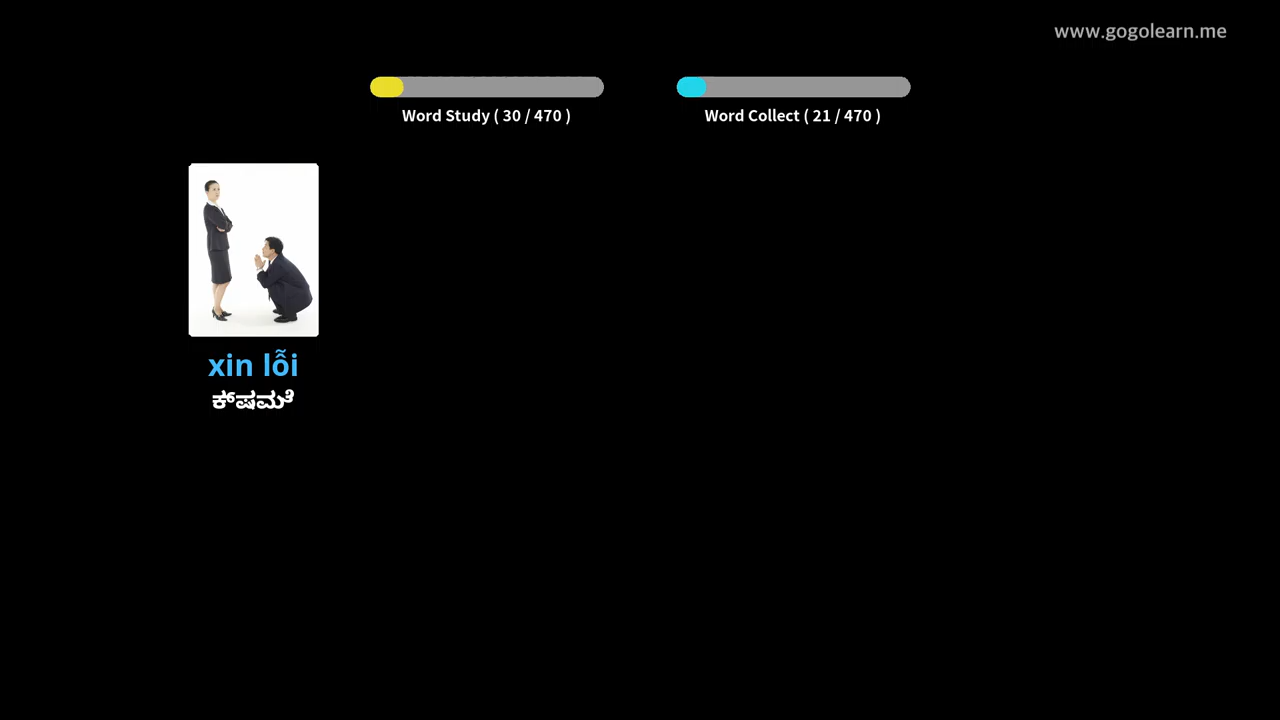 www.gogolearn.me
Word Study ( 30 / 470 )
Word Collect ( 21 / 470 )
xin lỗi
ಕ್ಷಮೆ